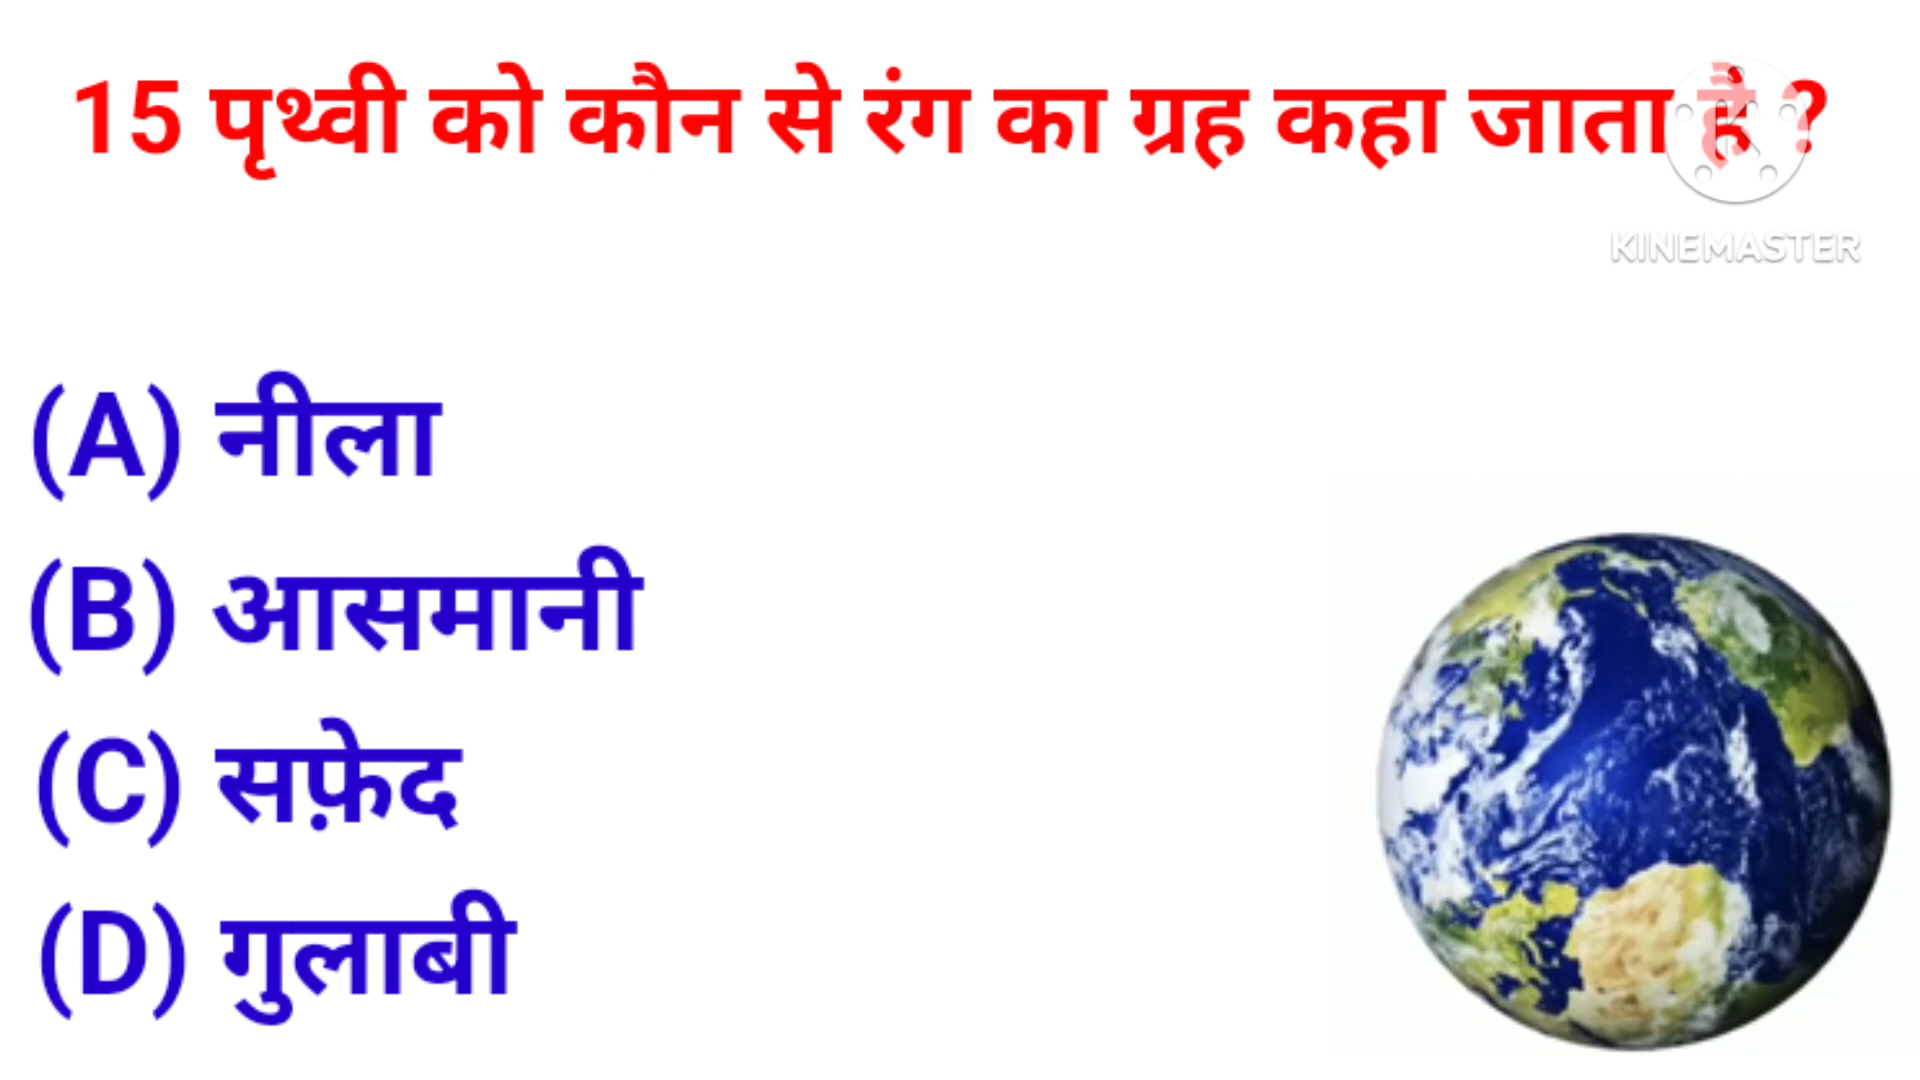 15 पृथ्वी को कौन से रंग का ग्रह कहा जाता है ?
KINEMASTER
(A) नीला
(B) आसमानी
(C) सफ़ेद
(D) गुलाबी